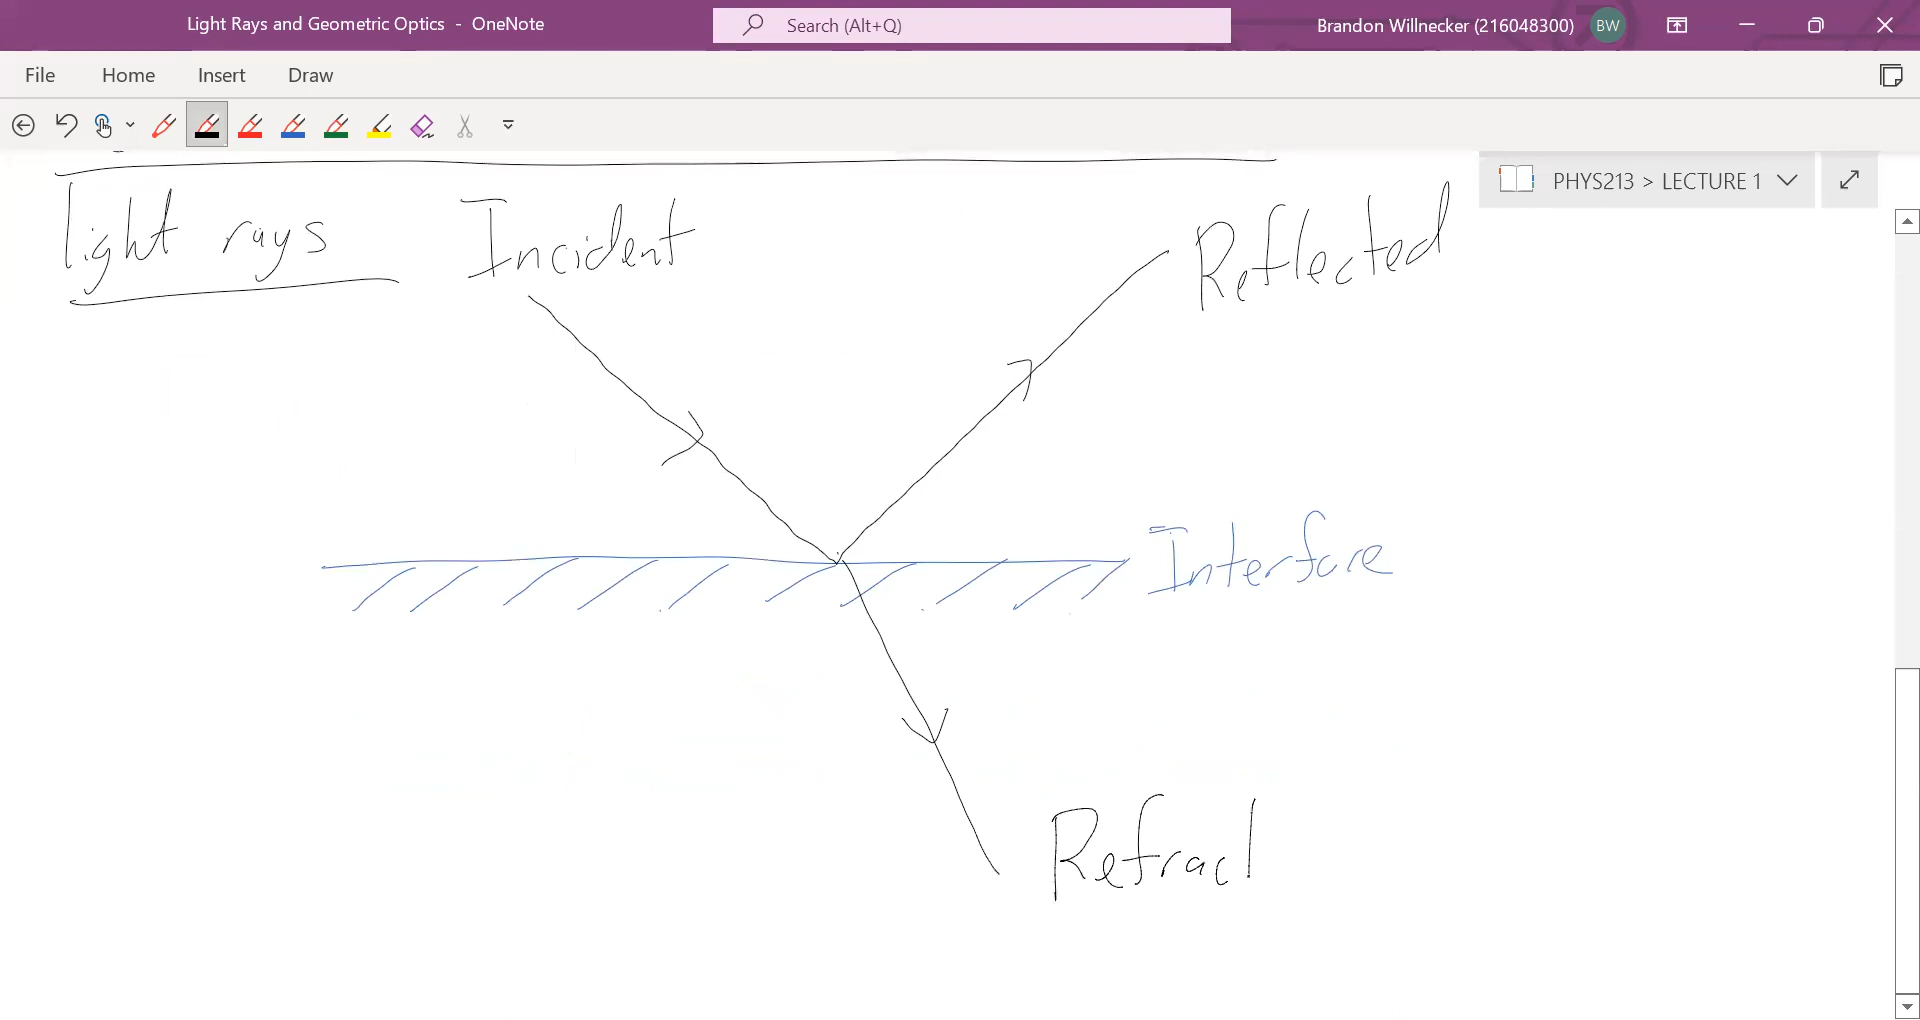 Light Rays and Geometric Optics - OneNote
Search (Alt+Q)
Brandon Willnecker (216048300)
BW
File Home Insert Draw
PHYS213 > LECTURE 1
light rays
Incident
Reflected
Interface
Refract